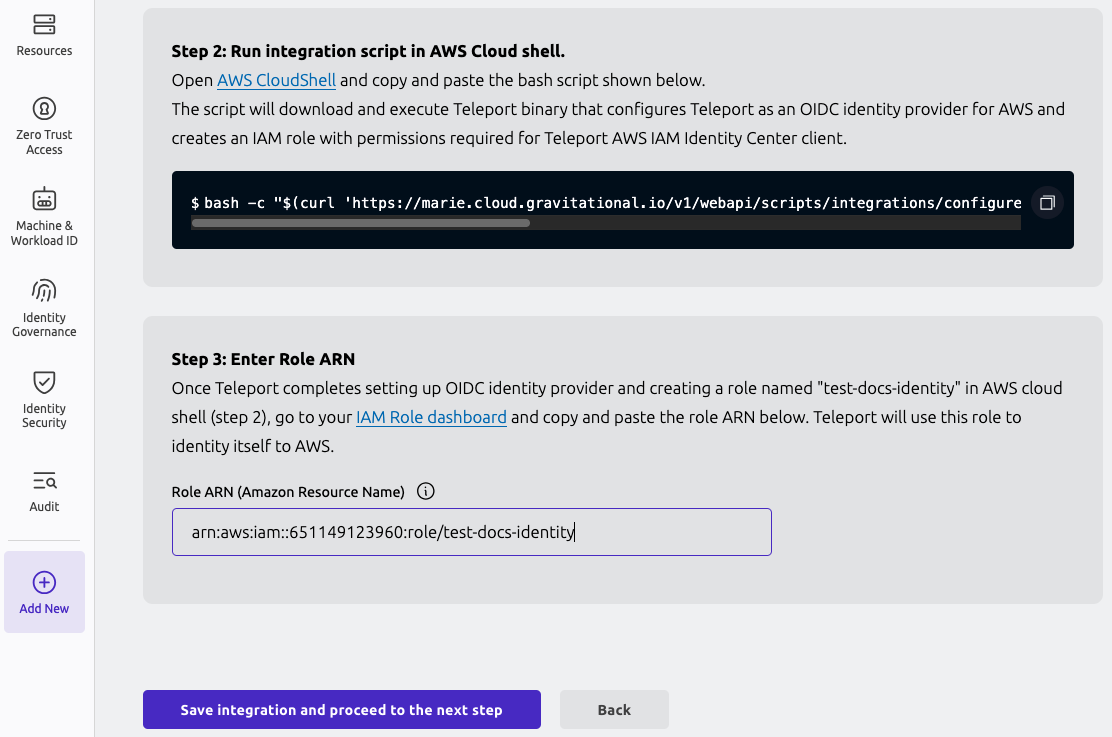 Resources
Zero Trust
Access
Machine &
Workload ID
Identity
Governance
Identity
Security
Audit
Add New
Step 2: Run integration script in AWS Cloud shell.
Open AWS CloudShell and copy and paste the bash script shown below.
The script will download and execute Teleport binary that configures Teleport as an OIDC identity provider for AWS and
creates an IAM role with permissions required for Teleport AWS IAM Identity Center client.
$ bash -c "$(curl 'https://marie.cloud.gravitational.io/v1/webapi/scripts/integrations/configure
Step 3: Enter Role ARN
Once Teleport completes setting up OIDC identity provider and creating a role named "test-docs-identity" in AWS cloud
shell (step 2), go to your IAM Role dashboard and copy and paste the role ARN below. Teleport will use this role to
identity itself to AWS.
Role ARN (Amazon Resource Name)
arn:aws:iam::651149123960:role/test-docs-identity
Save integration and proceed to the next step
Back